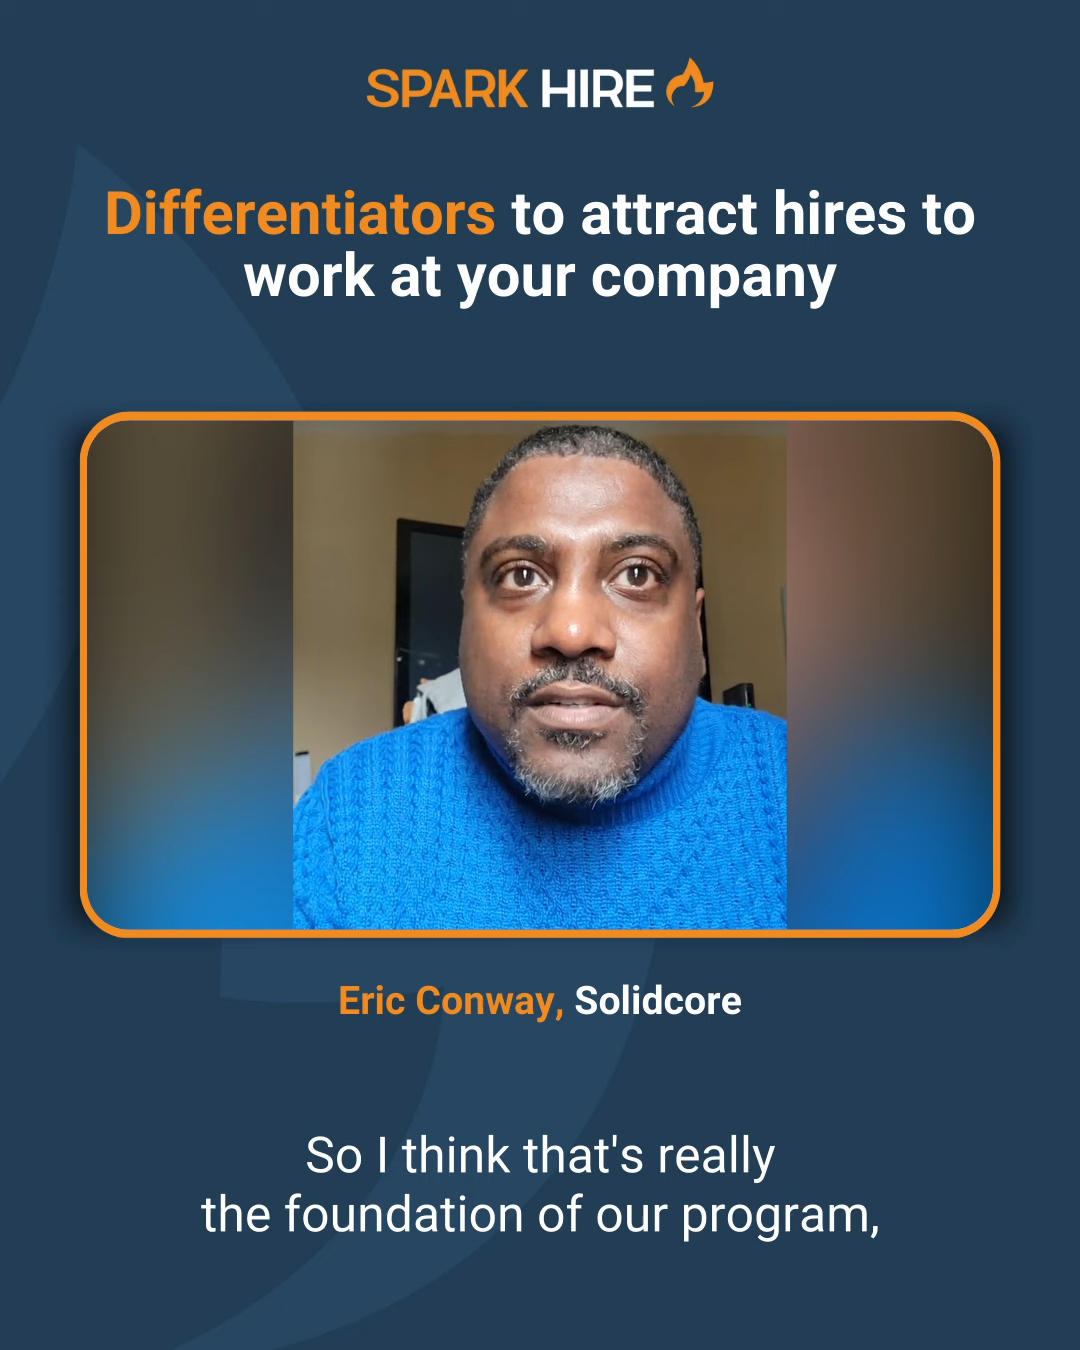 SPARK HIRE
Differentiators to attract hires to
work at your company
Eric Conway, Solidcore
So I think that's really
the foundation of our program,